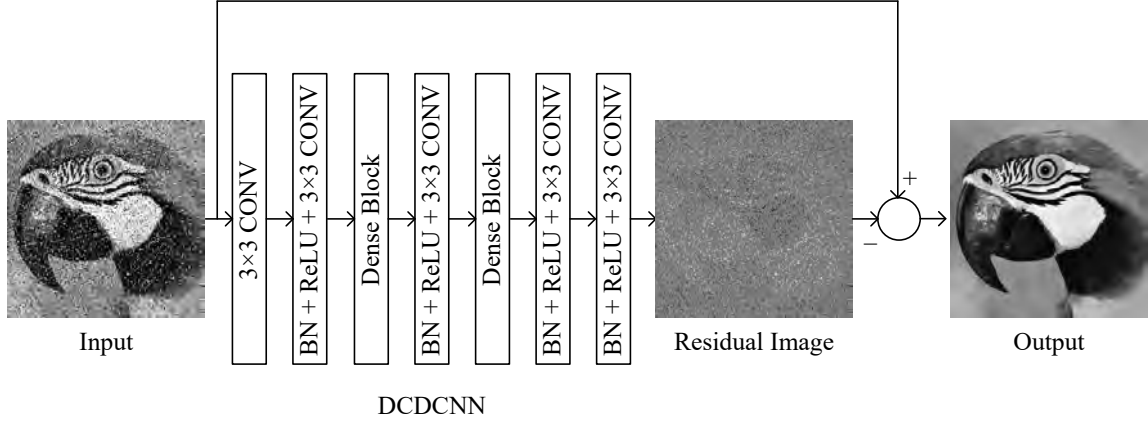 3×3 CONV
BN + ReLU + 3×3 CONV
Dense Block
BN + ReLU + 3×3 CONV
Dense Block
BN + ReLU + 3×3 CONV
BN + ReLU + 3×3 CONV
+
−
Input
Residual Image
Output
DCDCNN